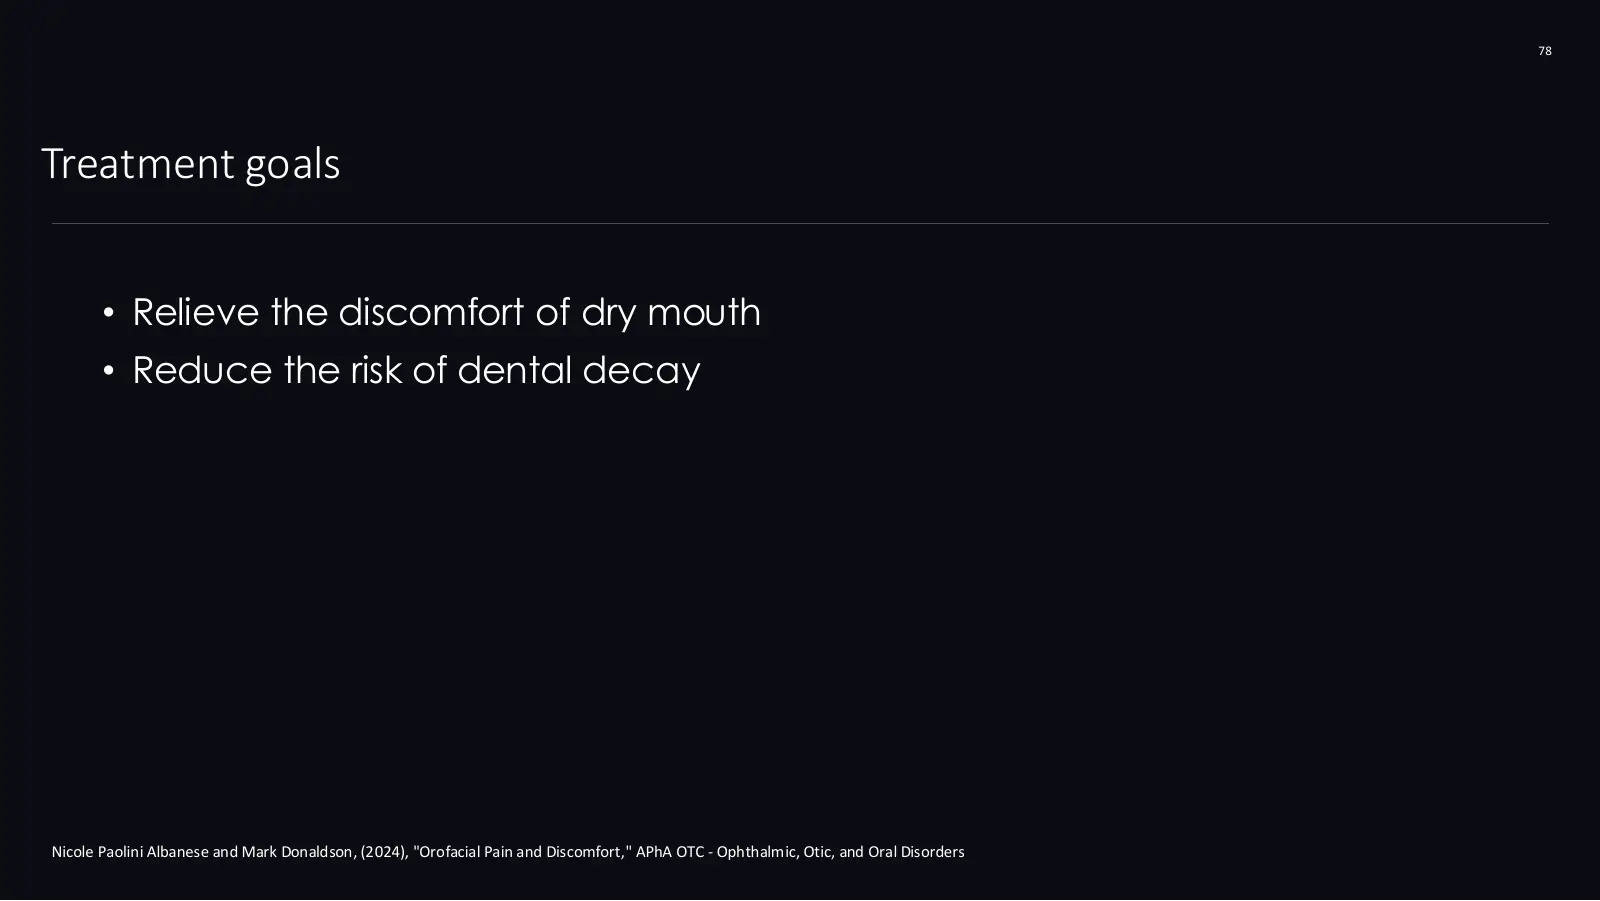 78
Treatment goals
• Relieve the discomfort of dry mouth
• Reduce the risk of dental decay
Nicole Paolini Albanese and Mark Donaldson, (2024), "Orofacial Pain and Discomfort," APhA OTC - Ophthalmic, Otic, and Oral Disorders